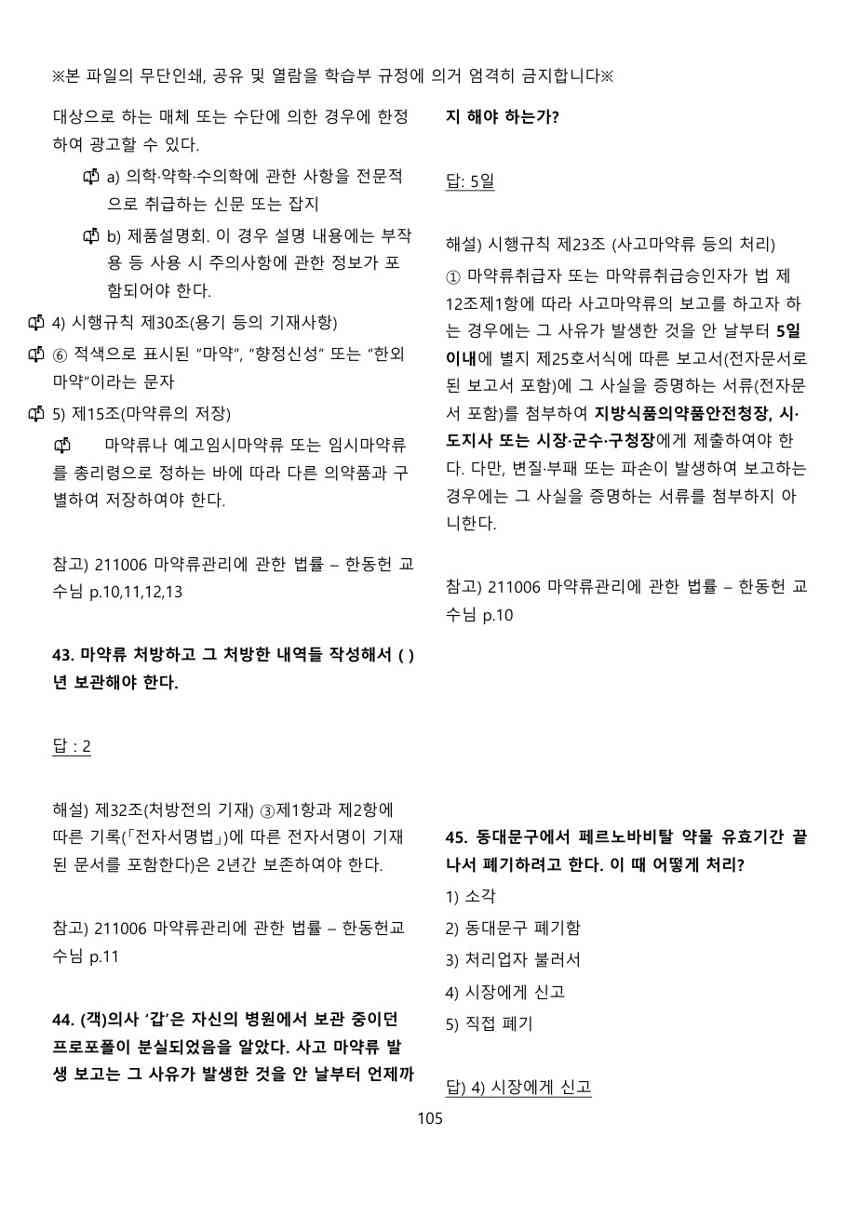 ※본 파일의 무단인쇄, 공유 및 열람을 학습부 규정에 의거 엄격히 금지합니다※
대상으로 하는 매체 또는 수단에 의한 경우에 한정
하여 광고할 수 있다.
a) 의학·약학·수의학에 관한 사항을 전문적
으로 취급하는 신문 또는 잡지
b) 제품설명회. 이 경우 설명 내용에는 부작
용 등 사용 시 주의사항에 관한 정보가 포
함되어야 한다.
4) 시행규칙 제30조(용기 등의 기재사항)
⑥ 적색으로 표시된 “마약”, “향정신성” 또는 “한외
마약”이라는 문자
5) 제15조(마약류의 저장)
마약류나 예고임시마약류 또는 임시마약류
를 총리령으로 정하는 바에 따라 다른 의약품과 구
별하여 저장하여야 한다.
참고) 211006 마약류관리에 관한 법률 – 한동헌 교
수님 p.10,11,12,13
43. 마약류 처방하고 그 처방한 내역들 작성해서 ( )
년 보관해야 한다.
답 : 2
해설) 제32조(처방전의 기재) ③제1항과 제2항에
따른 기록(「전자서명법」)에 따른 전자서명이 기재
된 문서를 포함한다)은 2년간 보존하여야 한다.
참고) 211006 마약류관리에 관한 법률 – 한동헌교
수님 p.11
44. (객)의사 ‘갑’은 자신의 병원에서 보관 중이던
프로포폴이 분실되었음을 알았다. 사고 마약류 발
생 보고는 그 사유가 발생한 것을 안 날부터 언제까
지 해야 하는가?
답: 5일
해설) 시행규칙 제23조 (사고마약류 등의 처리)
① 마약류취급자 또는 마약류취급승인자가 법 제
12조제1항에 따라 사고마약류의 보고를 하고자 하
는 경우에는 그 사유가 발생한 것을 안 날부터 5일
이내에 별지 제25호서식에 따른 보고서(전자문서로
된 보고서 포함)에 그 사실을 증명하는 서류(전자문
서 포함)를 첨부하여 지방식품의약품안전청장, 시·
도지사 또는 시장·군수·구청장에게 제출하여야 한
다. 다만, 변질·부패 또는 파손이 발생하여 보고하는
경우에는 그 사실을 증명하는 서류를 첨부하지 아
니한다.
참고) 211006 마약류관리에 관한 법률 – 한동헌 교
수님 p.10
45. 동대문구에서 페르노바비탈 약물 유효기간 끝
나서 폐기하려고 한다. 이 때 어떻게 처리?
1) 소각
2) 동대문구 폐기함
3) 처리업자 불러서
4) 시장에게 신고
5) 직접 폐기
답) 4) 시장에게 신고
105